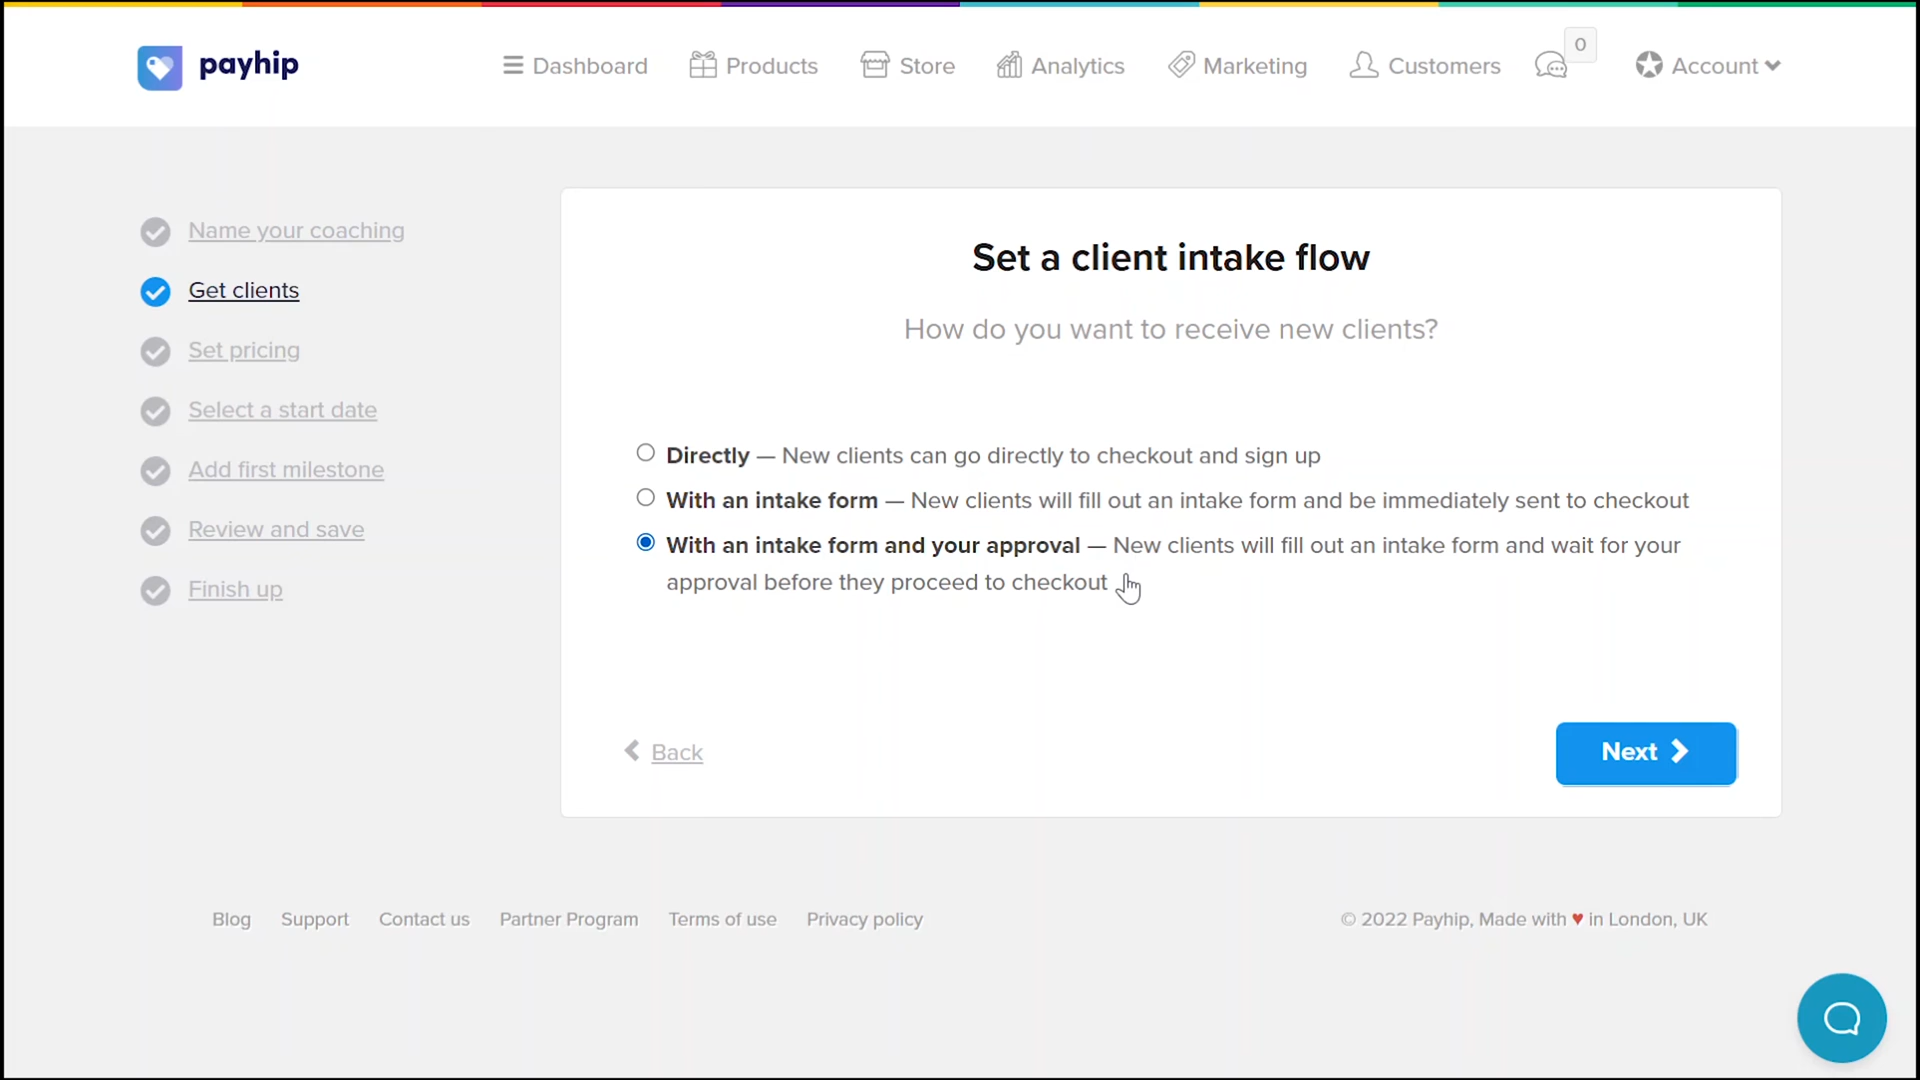 payhip
Dashboard
Products
Store
Analytics
Marketing
Customers
0
Account
Name your coaching
Get clients
Set pricing
Select a start date
Add first milestone
Review and save
Finish up
Set a client intake flow
How do you want to receive new clients?
Directly — New clients can go directly to checkout and sign up
With an intake form — New clients will fill out an intake form and be immediately sent to checkout
With an intake form and your approval — New clients will fill out an intake form and wait for your
approval before they proceed to checkout
Back
Next
Blog
Support
Contact us
Partner Program
Terms of use
Privacy policy
© 2022 Payhip, Made with ♥ in London, UK